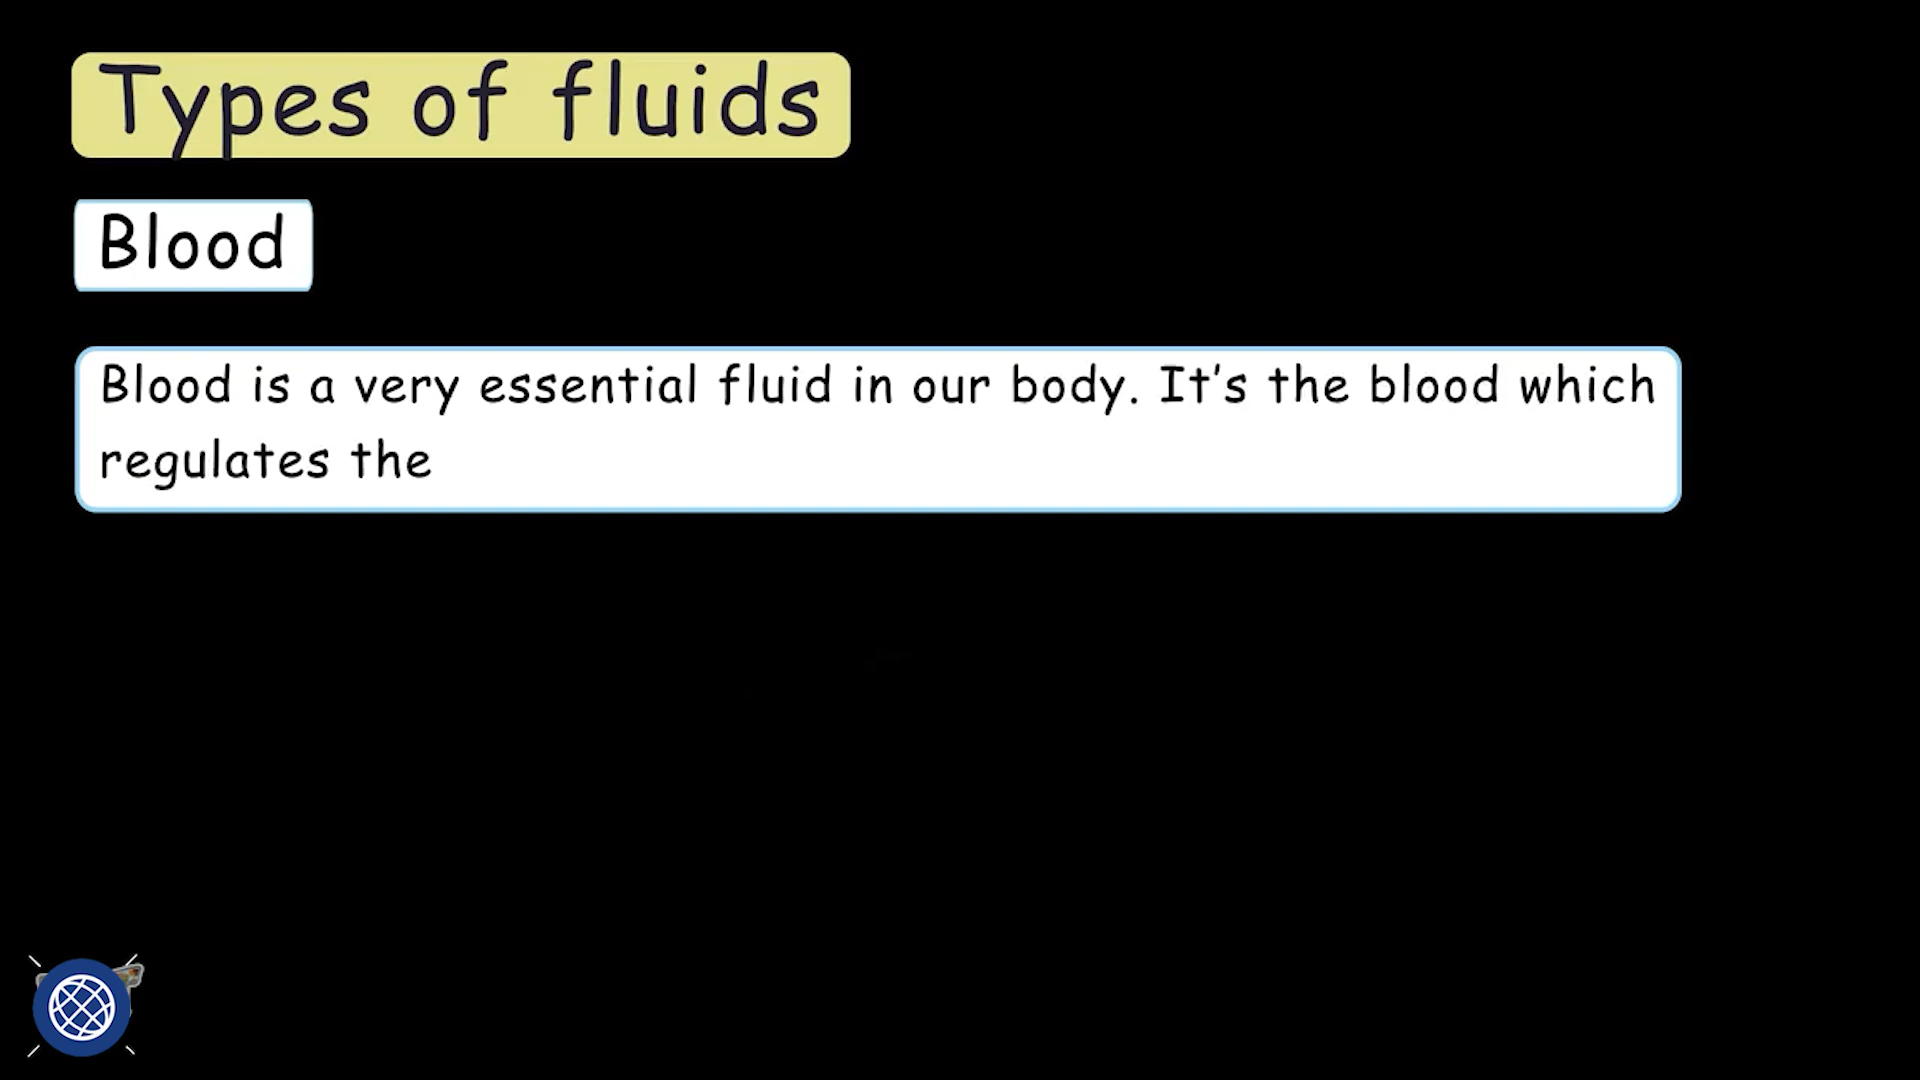 Types of fluids
Blood
Blood is a very essential fluid in our body. It's the blood which
regulates the